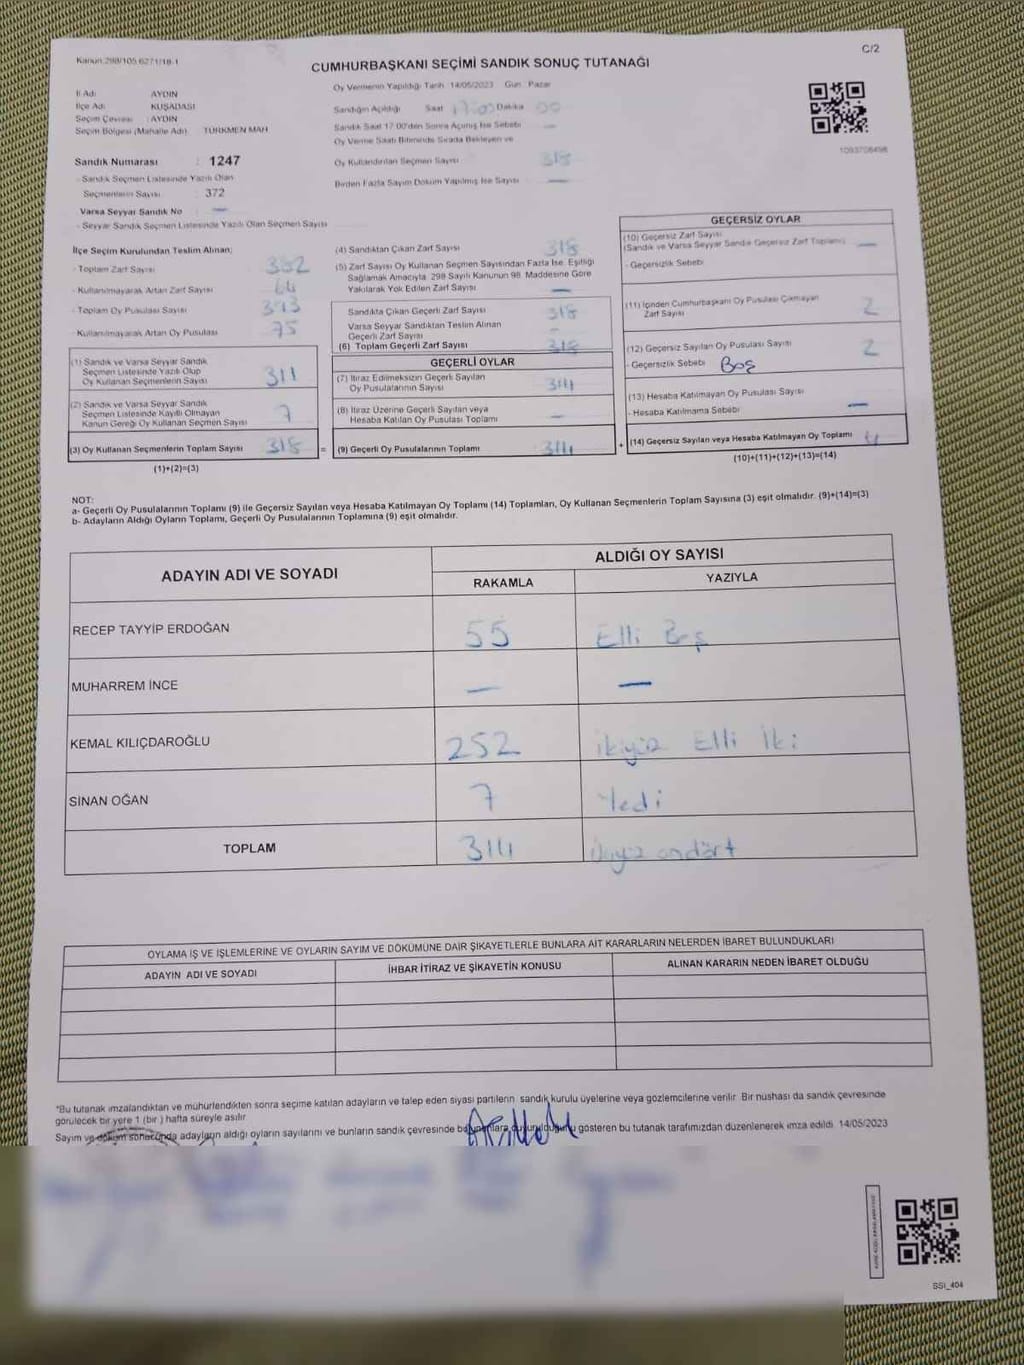 Kanun.298/105.6271/18-1
C/2
CUMHURBAŞKANI SEÇİMİ SANDIK SONUÇ TUTANAĞI
İl Adı : AYDIN
İlçe Adı : KUŞADASI
Seçim Çevresi : AYDIN
Seçim Bölgesi (Mahalle Adı) : TÜRKMEN MAH
Sandık Numarası : 1247
- Sandık Seçmen Listesinde Yazılı Olan
Seçmenlerin Sayısı : 372
Varsa Seyyar Sandık No : —
- Seyyar Sandık Seçmen Listesinde Yazılı Olan Seçmen Sayısı
Oy Vermenin Yapıldığı Tarih 14/05/2023 Gün Pazar
Sandığın Açıldığı Saat 17:00 Dakika 00
Sandık Saat 17:00'den Sonra Açılmış İse Sebebi —
Oy Verme Saati Bitiminde Sırada Bekleyen ve
Oy Kullandırılan Seçmen Sayısı 318
Birden Fazla Sayım Döküm Yapılmış İse Sayısı —
1093706498
İlçe Seçim Kurulundan Teslim Alınan;
- Toplam Zarf Sayısı 382
- Kullanılmayarak Artan Zarf Sayısı 64
- Toplam Oy Pusulası Sayısı 393
- Kullanılmayarak Artan Oy Pusulası 75
(1) Sandık ve Varsa Seyyar Sandık
Seçmen Listesinde Yazılı Olup
Oy Kullanan Seçmenlerin Sayısı 311
(2) Sandık ve Varsa Seyyar Sandık
Seçmen Listesinde Kayıtlı Olmayan
Kanun Gereği Oy Kullanan Seçmen Sayısı 7
(3) Oy Kullanan Seçmenlerin Toplam Sayısı 318 =
(1)+(2)=(3)
(4) Sandıktan Çıkan Zarf Sayısı 318
(5) Zarf Sayısı Oy Kullanan Seçmen Sayısından Fazla İse, Eşitliği
Sağlamak Amacıyla, 298 Sayılı Kanunun 98. Maddesine Göre
Yakılarak Yok Edilen Zarf Sayısı —
Sandıkta Çıkan Geçerli Zarf Sayısı 318
Varsa Seyyar Sandıktan Teslim Alınan
Geçerli Zarf Sayısı -
(6) Toplam Geçerli Zarf Sayısı 318
GEÇERLİ OYLAR
(7) İtiraz Edilmeksizin Geçerli Sayılan
Oy Pusulalarının Sayısı 314
(8) İtiraz Üzerine Geçerli Sayılan veya
Hesaba Katılan Oy Pusulası Toplamı —
(9) Geçerli Oy Pusulalarının Toplamı 314 +
GEÇERSİZ OYLAR
(10) Geçersiz Zarf Sayısı
(Sandık ve Varsa Seyyar Sandık Geçersiz Zarf Toplamı) —
- Geçersizlik Sebebi
(11) İçinden Cumhurbaşkanı Oy Pusulası Çıkmayan
Zarf Sayısı 2
(12) Geçersiz Sayılan Oy Pusulası Sayısı 2
- Geçersizlik Sebebi Boş
(13) Hesaba Katılmayan Oy Pusulası Sayısı
- Hesaba Katılmama Sebebi —
(14) Geçersiz Sayılan veya Hesaba Katılmayan Oy Toplamı 4
(10)+(11)+(12)+(13)=(14)
NOT:
a- Geçerli Oy Pusulalarının Toplamı (9) ile Geçersiz Sayılan veya Hesaba Katılmayan Oy Toplamı (14) Toplamları, Oy Kullanan Seçmenlerin Toplam Sayısına (3) eşit olmalıdır. (9)+(14)=(3)
b- Adayların Aldığı Oyların Toplamı, Geçerli Oy Pusulalarının Toplamına (9) eşit olmalıdır.
ADAYIN ADI VE SOYADI
ALDIĞI OY SAYISI
RAKAMLA YAZIYLA
RECEP TAYYİP ERDOĞAN 55 Elli Beş
MUHARREM İNCE — —
KEMAL KILIÇDAROĞLU 252 ikiyüz Elli İki
SİNAN OĞAN 7 Yedi
TOPLAM 314 üçyüz ondört
OYLAMA İŞ VE İŞLEMLERİNE VE OYLARIN SAYIM VE DÖKÜMÜNE DAİR ŞİKAYETLERLE BUNLARA AİT KARARLARIN NELERDEN İBARET BULUNDUKLARI
ADAYIN ADI VE SOYADI İHBAR İTİRAZ VE ŞİKAYETİN KONUSU ALINAN KARARIN NEDEN İBARET OLDUĞU
*Bu tutanak imzalandıktan ve mühürlendikten sonra seçime katılan adayların ve talep eden siyasi partilerin sandık kurulu üyelerine veya gözlemcilerine verilir. Bir nüshası da sandık çevresinde
görülecek bir yere 1 (bir ) hafta süreyle asılır.
Sayım ve döküm sonucunda adayların aldığı oyların sayılarını ve bunların sandık çevresinde bulunanlara duyurulduğunu gösteren bu tutanak tarafımızdan düzenlenerek imza edildi. 14/05/2023
SSI_404